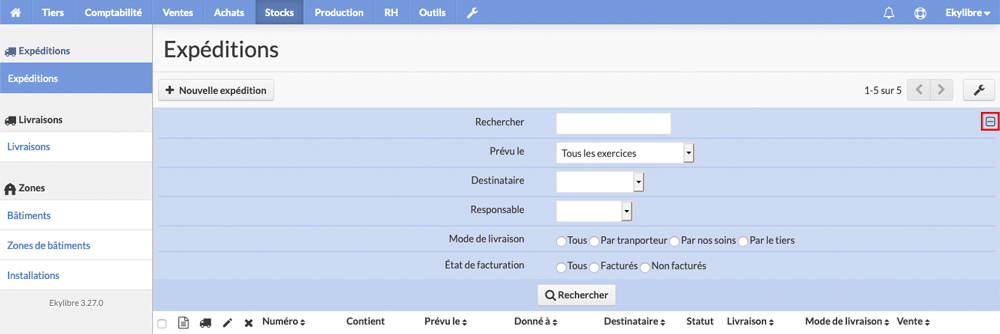 Tiers Comptabilité Ventes Achats Stocks Production RH Outils Ekylibre
Expéditions
Expéditions
Livraisons
Livraisons
Zones
Bâtiments
Zones de bâtiments
Installations
Ekylibre 3.27.0
Expéditions
Nouvelle expédition 1-5 sur 5
Rechercher
Prévu le Tous les exercices
Destinataire
Responsable
Mode de livraison Tous Par tranporteur Par nos soins Par le tiers
État de facturation Tous Facturés Non facturés
Rechercher
Numéro Contient Prévu le Donné à Destinataire Statut Livraison Mode de livraison Vente